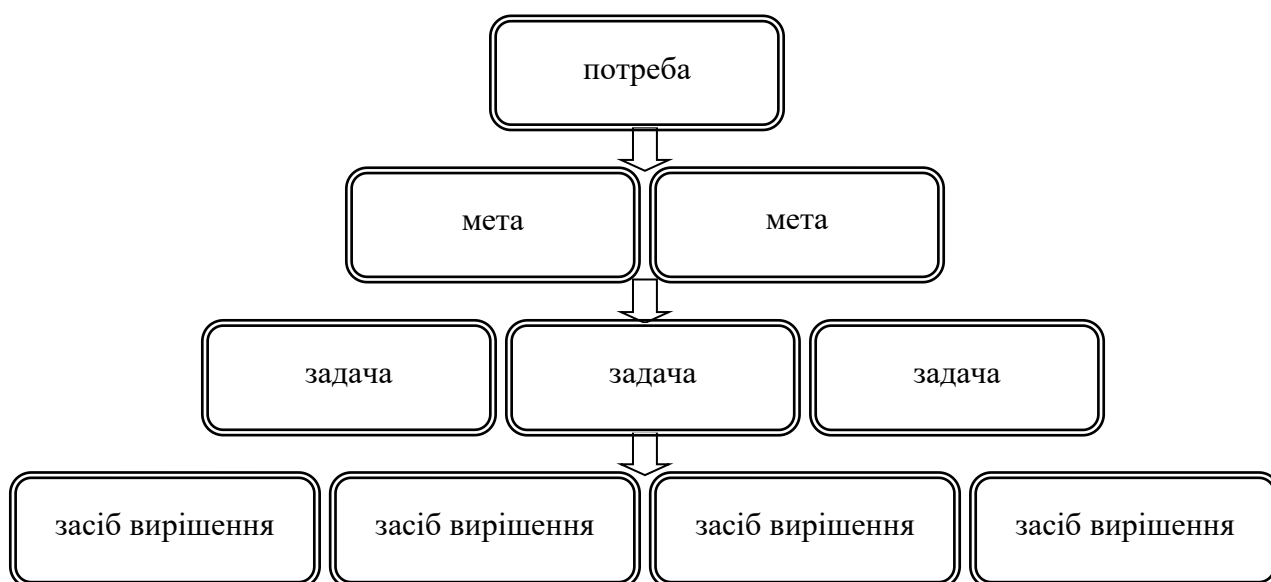 потреба
мета мета
задача задача задача
засіб вирішення засіб вирішення засіб вирішення засіб вирішення